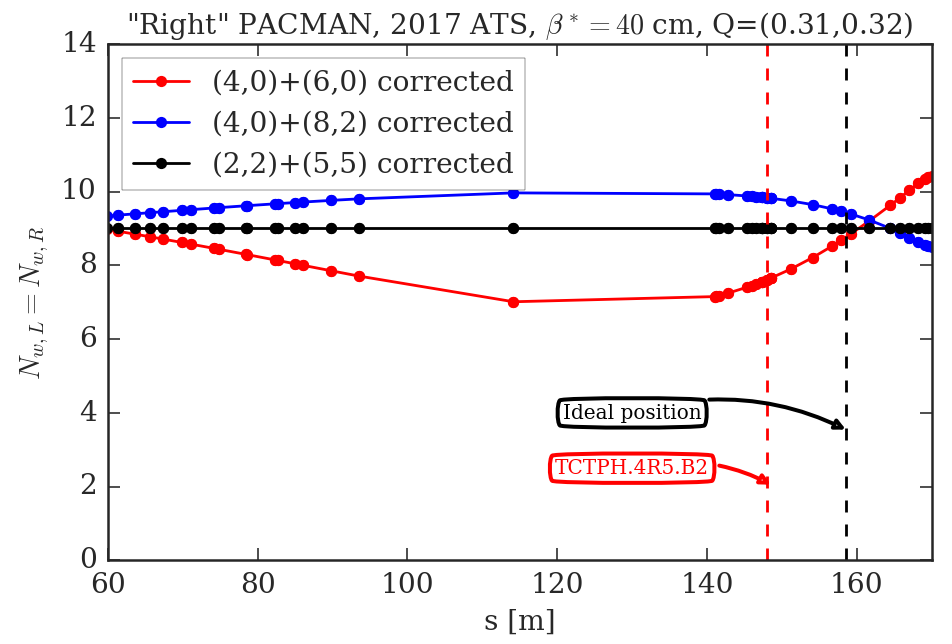 "Right" PACMAN, 2017 ATS, β* = 40 cm, Q=(0.31,0.32)
14
12
10
8
6
4
2
0
N_{w,L} = N_{w,R}
(4,0)+(6,0) corrected
(4,0)+(8,2) corrected
(2,2)+(5,5) corrected
Ideal position
TCTPH.4R5.B2
60 80 100 120 140 160
s [m]